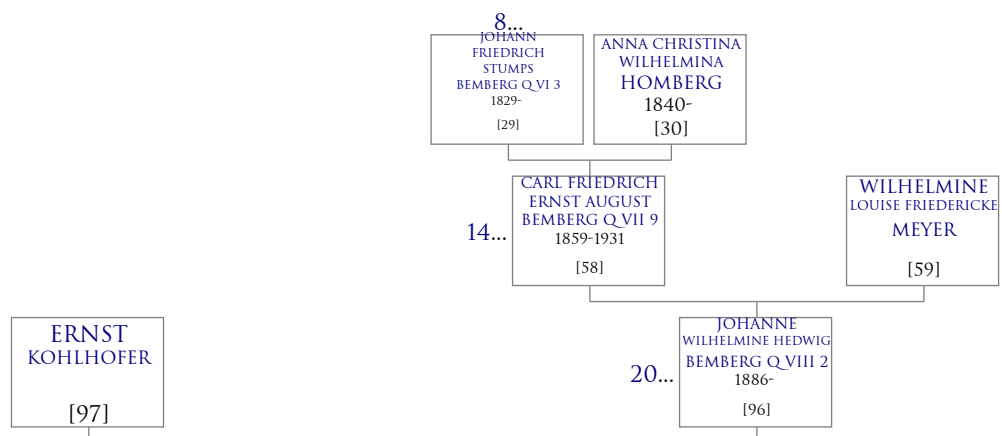 8...
JOHANN
FRIEDRICH
STUMPS
BEMBERG Q VI 3
1829-
[29]
ANNA CHRISTINA
WILHELMINA
HOMBERG
1840-
[30]
14...
CARL FRIEDRICH
ERNST AUGUST
BEMBERG Q VII 9
1859-1931
[58]
WILHELMINE
LOUISE FRIEDERICKE
MEYER
[59]
ERNST
KOHLHOFER
[97]
20...
JOHANNE
WILHELMINE HEDWIG
BEMBERG Q VIII 2
1886-
[96]